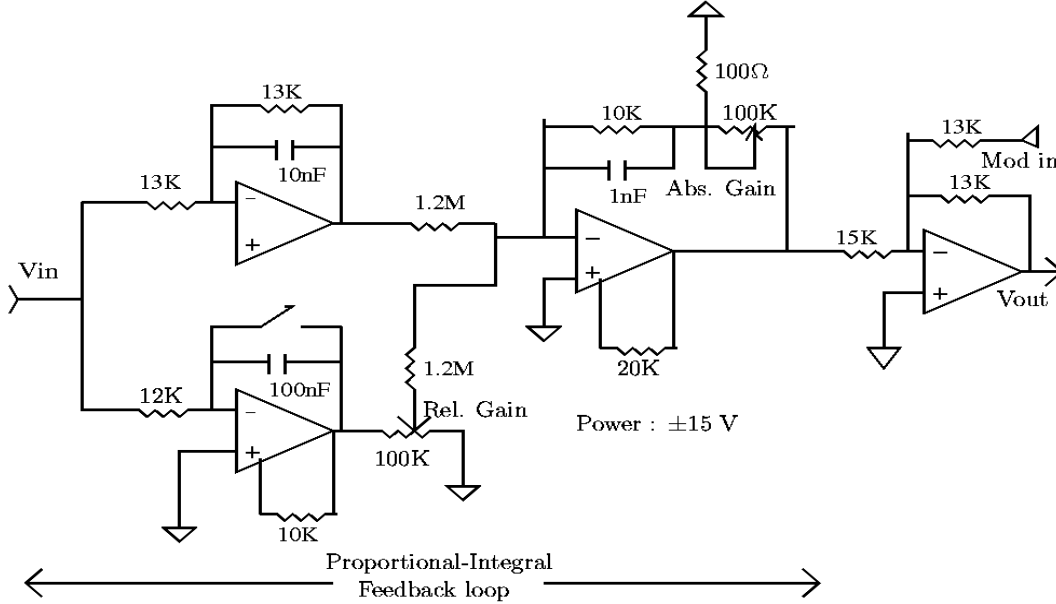 100Ω
13K
10K
100K
13K
Mod in
10nF
1nF
Abs. Gain
13K
13K
1.2M
15K
Vin
Vout
1.2M
20K
12K
100nF
Rel. Gain
Power : ±15 V
100K
10K
Proportional-Integral
Feedback loop